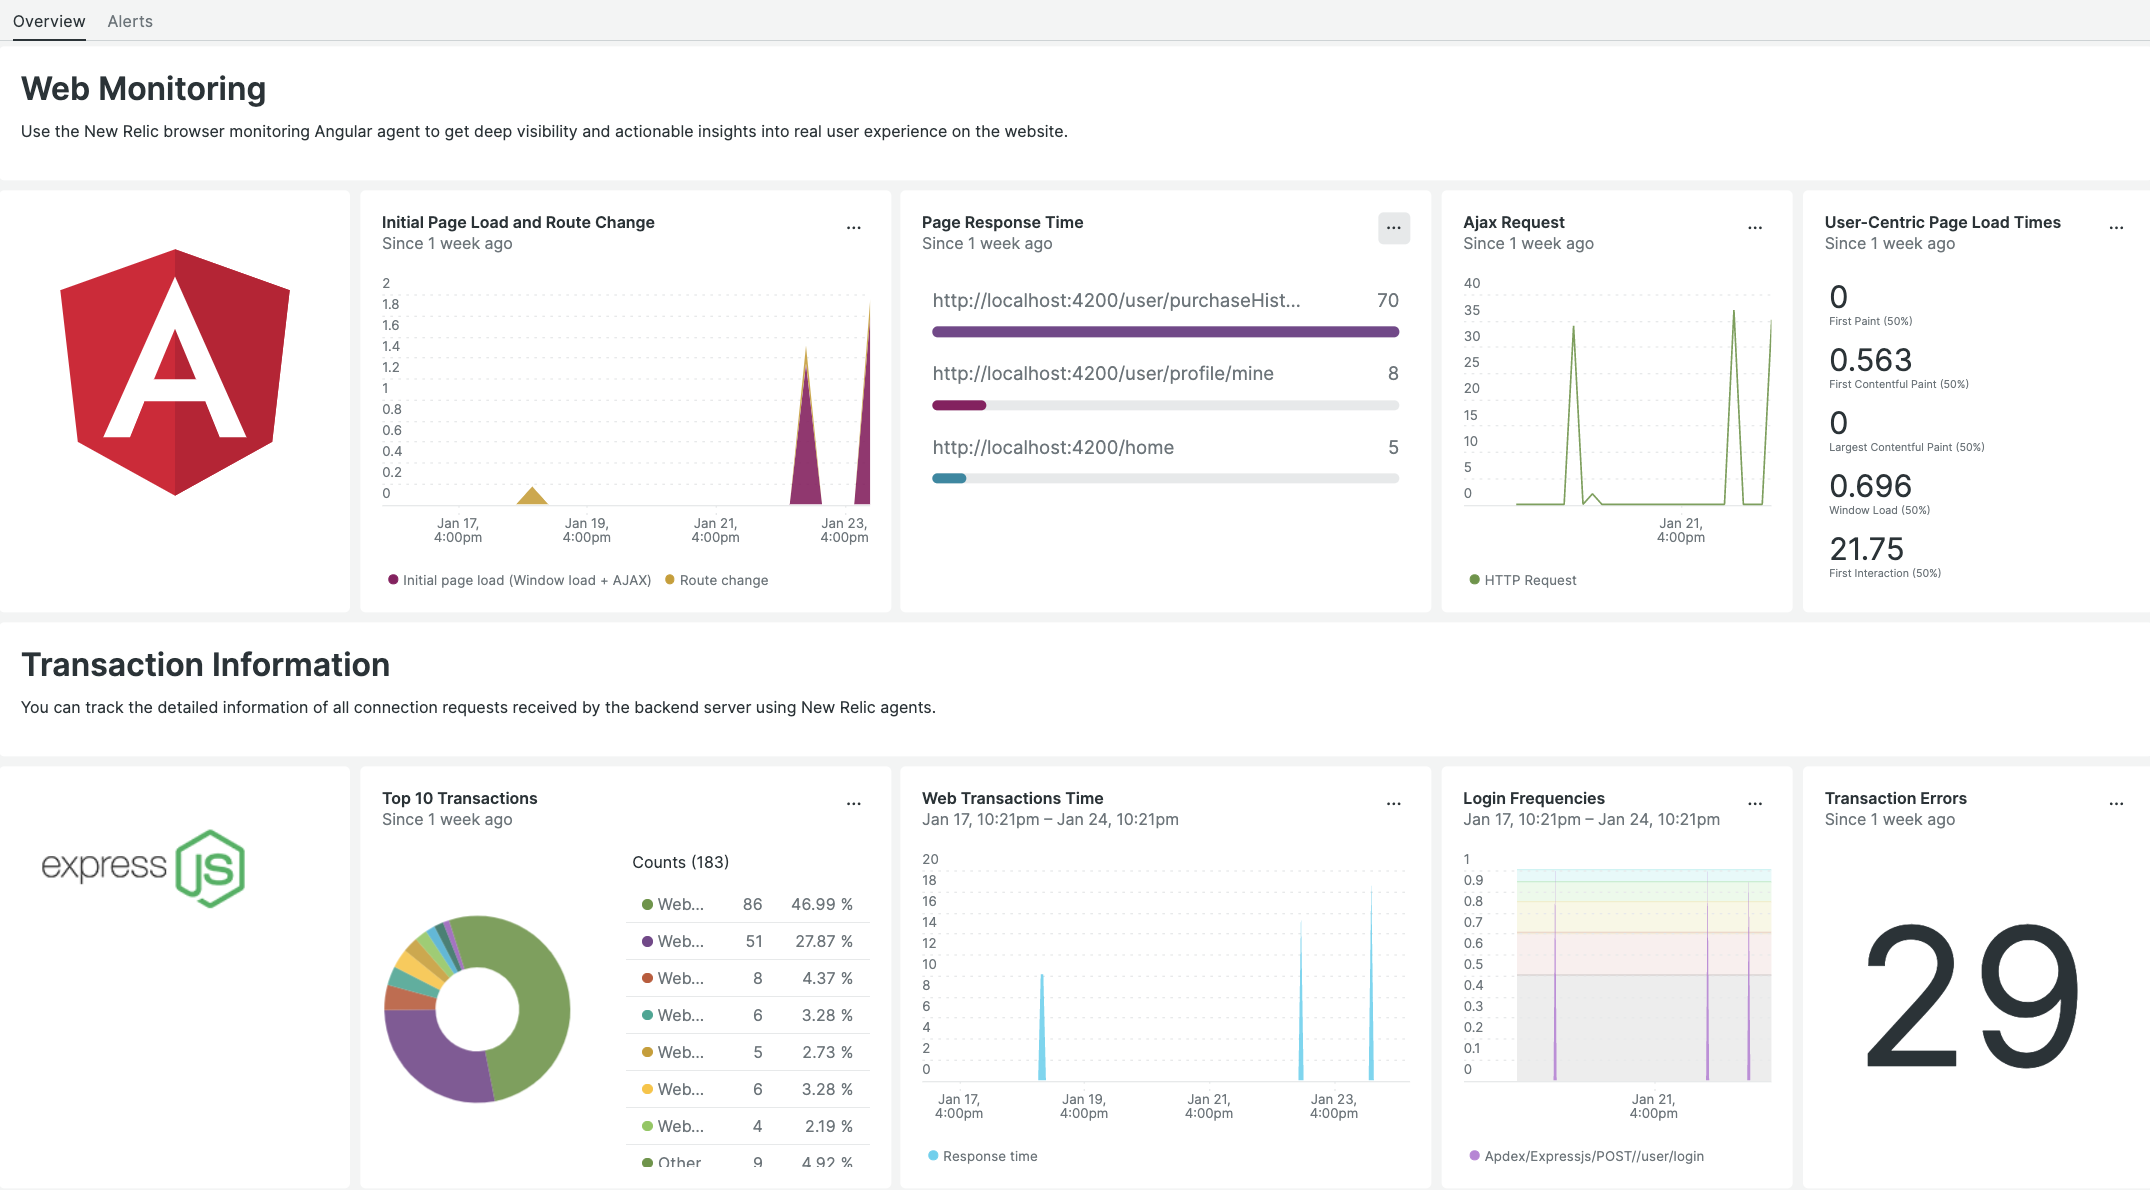 Overview Alerts
Web Monitoring
Use the New Relic browser monitoring Angular agent to get deep visibility and actionable insights into real user experience on the website.
A
Initial Page Load and Route Change ...
Since 1 week ago
2
1.8
1.6
1.4
1.2
1
0.8
0.6
0.4
0.2
0
Jan 17, 4:00pm
Jan 19, 4:00pm
Jan 21, 4:00pm
Jan 23, 4:00pm
Initial page load (Window load + AJAX) Route change
Page Response Time ...
Since 1 week ago
http://localhost:4200/user/purchaseHist... 70
http://localhost:4200/user/profile/mine 8
http://localhost:4200/home 5
Ajax Request ...
Since 1 week ago
40
35
30
25
20
15
10
5
0
Jan 21, 4:00pm
HTTP Request
User-Centric Page Load Times ...
Since 1 week ago
0
First Paint (50%)
0.563
First Contentful Paint (50%)
0
Largest Contentful Paint (50%)
0.696
Window Load (50%)
21.75
First Interaction (50%)
Transaction Information
You can track the detailed information of all connection requests received by the backend server using New Relic agents.
express JS
Top 10 Transactions ...
Since 1 week ago
Counts (183)
Web... 86 46.99 %
Web... 51 27.87 %
Web... 8 4.37 %
Web... 6 3.28 %
Web... 5 2.73 %
Web... 6 3.28 %
Web... 4 2.19 %
Other 9 4.92 %
Web Transactions Time ...
Jan 17, 10:21pm – Jan 24, 10:21pm
20
18
16
14
12
10
8
6
4
2
0
Jan 17, 4:00pm
Jan 19, 4:00pm
Jan 21, 4:00pm
Jan 23, 4:00pm
Response time
Login Frequencies ...
Jan 17, 10:21pm – Jan 24, 10:21pm
1
0.9
0.8
0.7
0.6
0.5
0.4
0.3
0.2
0.1
0
Jan 21, 4:00pm
Apdex/Expressjs/POST//user/login
Transaction Errors ...
Since 1 week ago
29